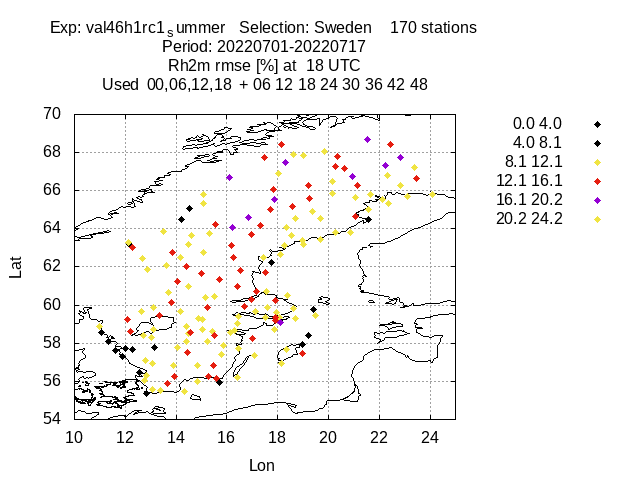 Exp: val46h1rc1summer Selection: Sweden 170 stations
Period: 20220701-20220717
Rh2m rmse [%] at 18 UTC
Used 00,06,12,18 + 06 12 18 24 30 36 42 48
70
68
66
64
62
60
58
56
54
Lat
10 12 14 16 18 20 22 24
Lon
0.0 4.0
4.0 8.1
8.1 12.1
12.1 16.1
16.1 20.2
20.2 24.2